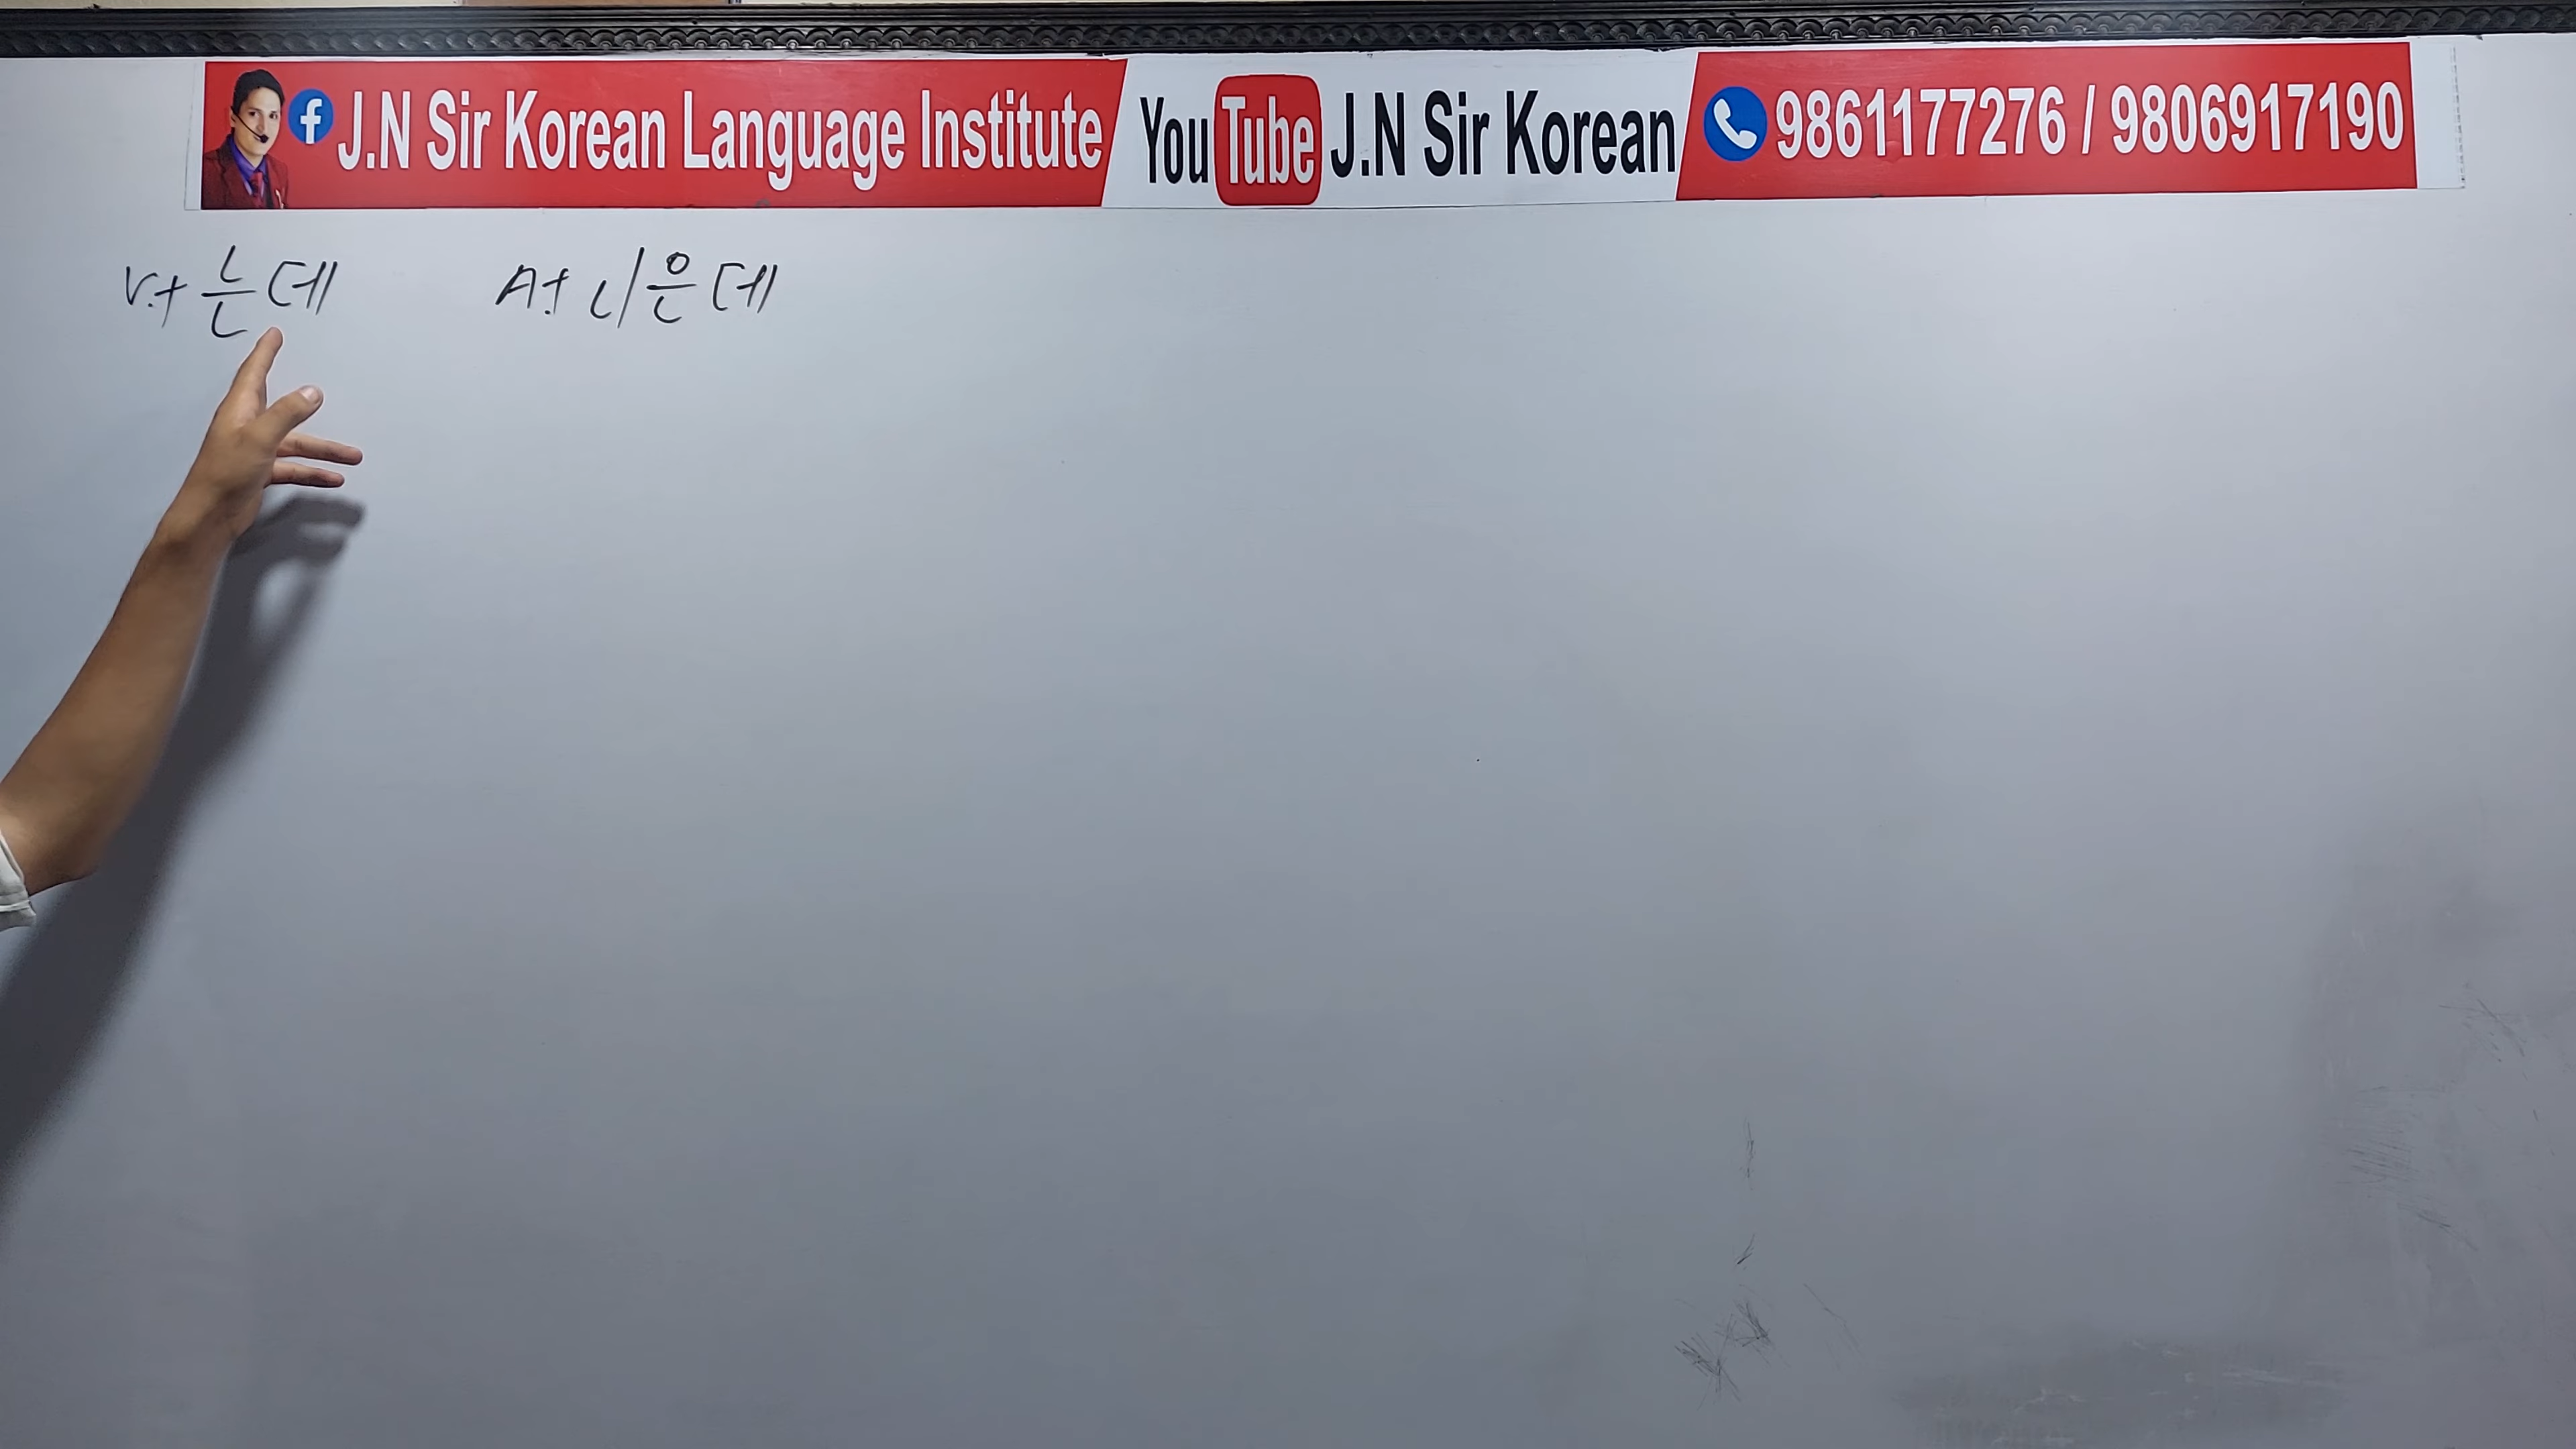 J.N Sir Korean Language Institute YouTube J.N Sir Korean 9861177276 / 9806917190
V.+ 는데 A.+ ㄴ/은데